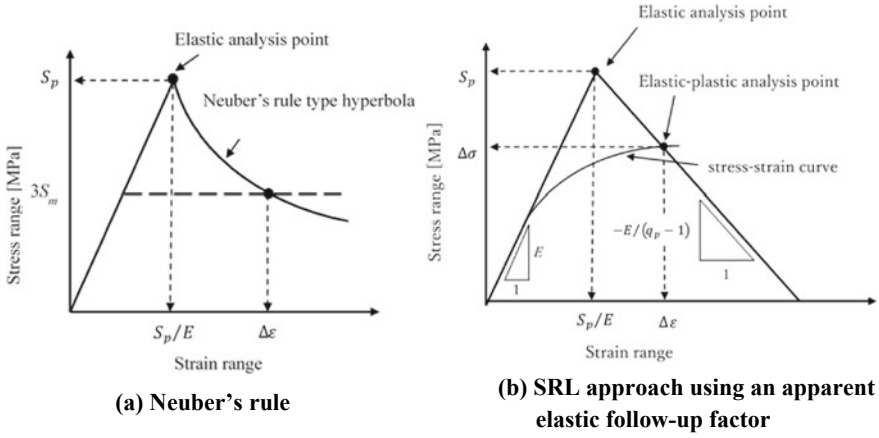 Elastic analysis point
S_p
Neuber's rule type hyperbola
Stress range [MPa]
3S_m
S_p/E
Δε
Strain range
(a) Neuber's rule
Elastic analysis point
S_p
Elastic-plastic analysis point
Δσ
stress-strain curve
Stress range [MPa]
E
1
−E/(q_p − 1)
1
S_p/E
Δε
Strain range
(b) SRL approach using an apparent
elastic follow-up factor